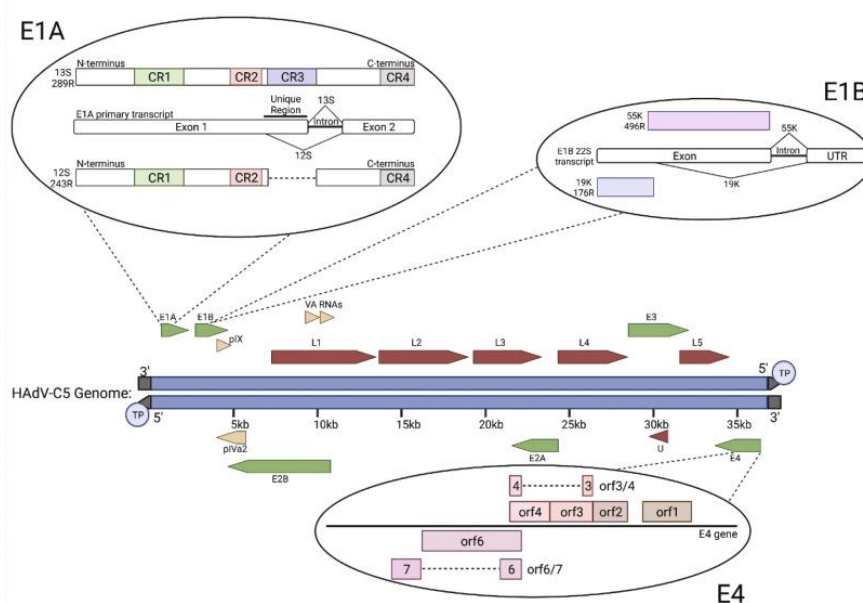 E1A
N-terminus C-terminus
13S
289R
CR1 CR2 CR3 CR4
Unique
Region
13S
E1A primary transcript
Exon 1 Intron Exon 2
12S
N-terminus C-terminus
12S
243R
CR1 CR2 CR4
E1B
55K
496R
55K
E1B 22S
transcript
Exon Intron UTR
19K
176R
19K
VA RNAs
E1A E1B E3
pIX
L1 L2 L3 L4 L5
3' 5'
TP
HAdV-C5 Genome:
TP
5' 3'
5kb 10kb 15kb 20kb 25kb 30kb 35kb
pIVa2 E2B E2A U E4
4 3 orf3/4
orf4 orf3 orf2 orf1
E4 gene
orf6
7 6 orf6/7
E4